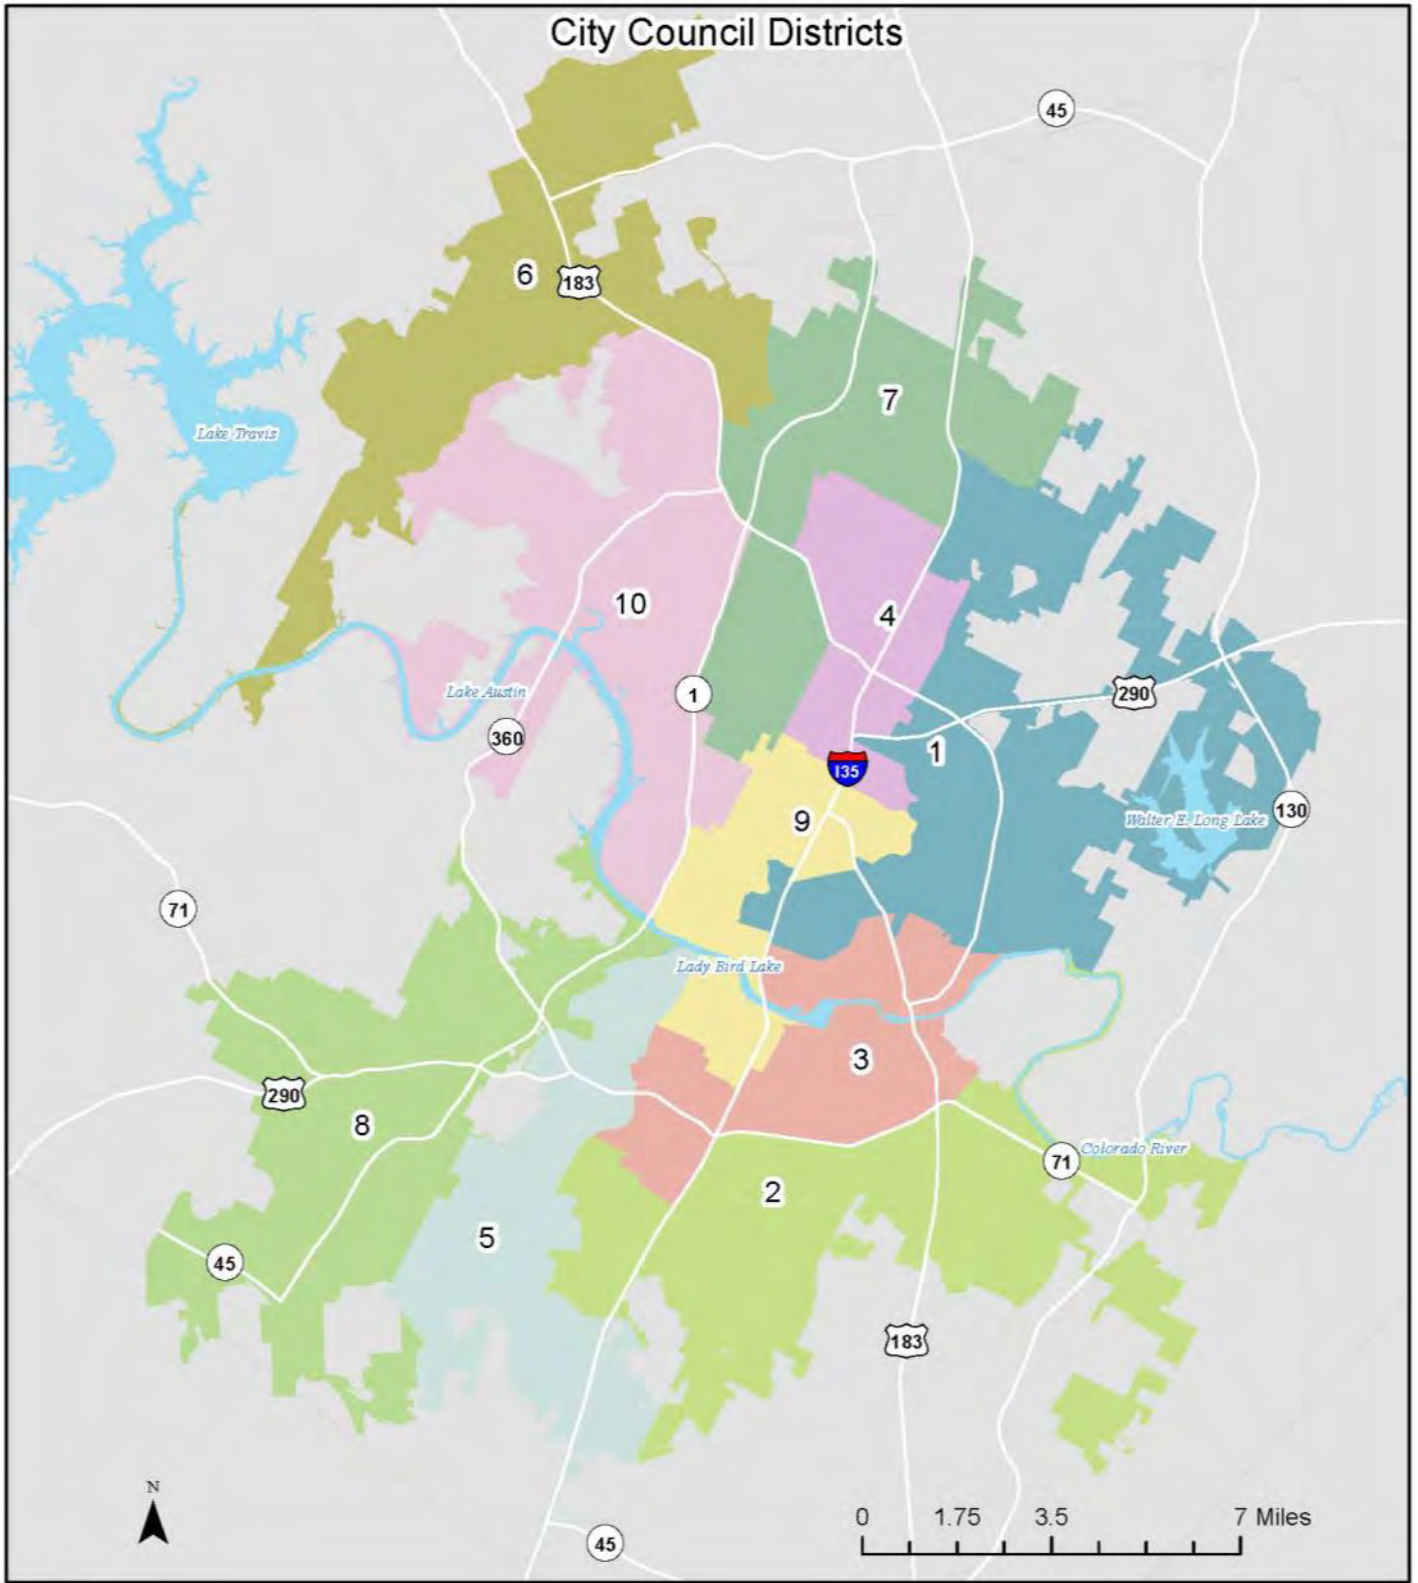 City Council Districts
45
6
183
7
Lake Travis
10
4
1
Lake Austin
290
360
1
I35
9
Walter E. Long Lake
130
71
Lady Bird Lake
3
290
8
71
Colorado River
2
5
45
183
N
0 1.75 3.5 7 Miles
45